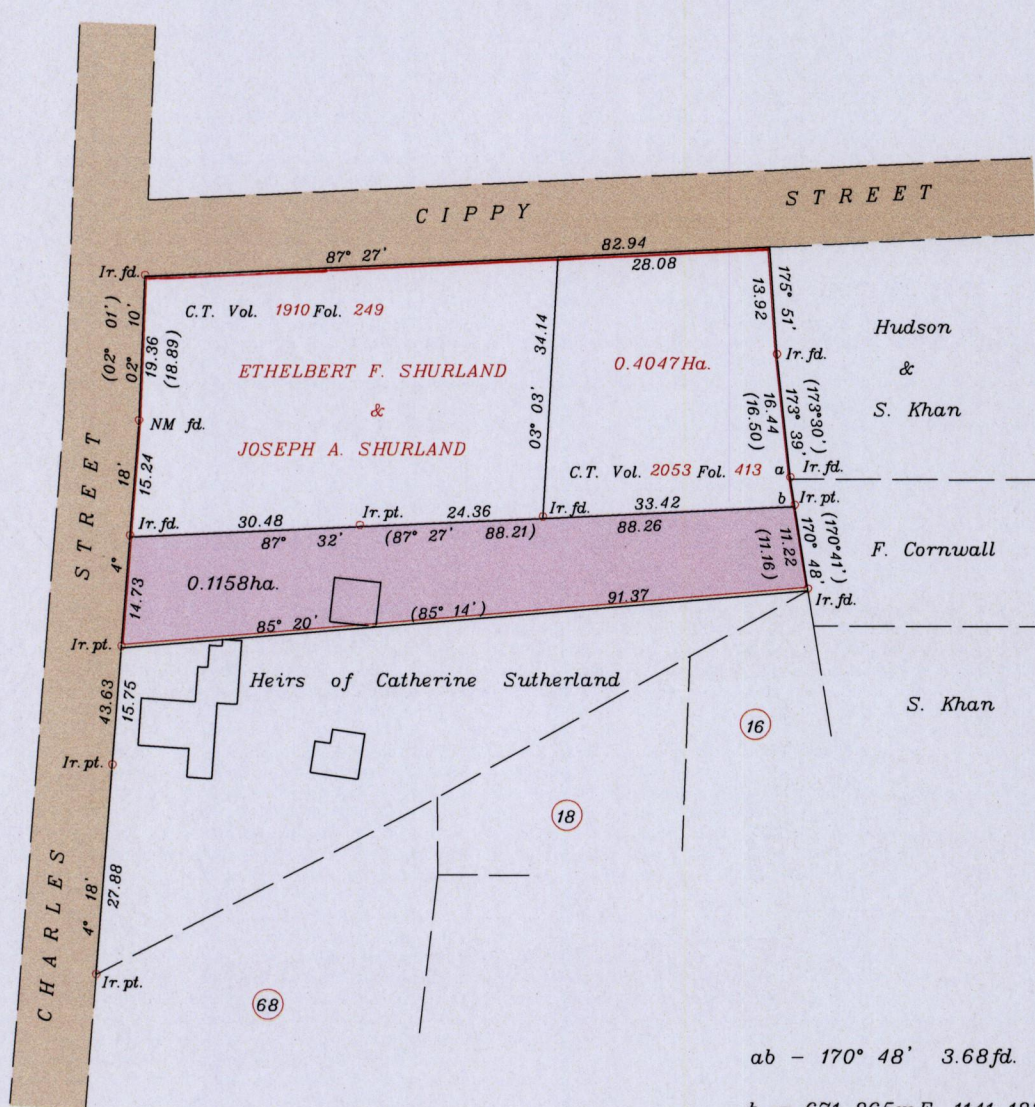 CIPPY STREET
87° 27'
82.94
28.08
Ir. fd.
(02° 01')
02° 10'
19.36
(18.89)
C.T. Vol. 1910 Fol. 249
ETHELBERT F. SHURLAND
&
JOSEPH A. SHURLAND
34.14
03° 03'
0.4047Ha.
C.T. Vol. 2053 Fol. 413
175° 51'
13.92
Ir. fd.
(173°30')
173° 39'
16.44
(16.50)
a
Ir. fd.
b
Ir. pt.
Hudson
&
S. Khan
NM fd.
15.24
4° 18'
Ir. fd.
30.48
Ir. pt.
24.36
Ir. fd.
33.42
87° 32'
(87° 27' 88.21)
88.26
(170°41')
170° 48'
11.22
(11.16)
Ir. fd.
F. Cornwall
0.1158ha.
14.73
85° 20'
(85° 14')
91.37
Ir. pt.
Heirs of Catherine Sutherland
S. Khan
43.63
15.75
Ir. pt.
16
18
27.88
4° 18'
Ir. pt.
68
CHARLES STREET
ab - 170° 48' 3.68fd.